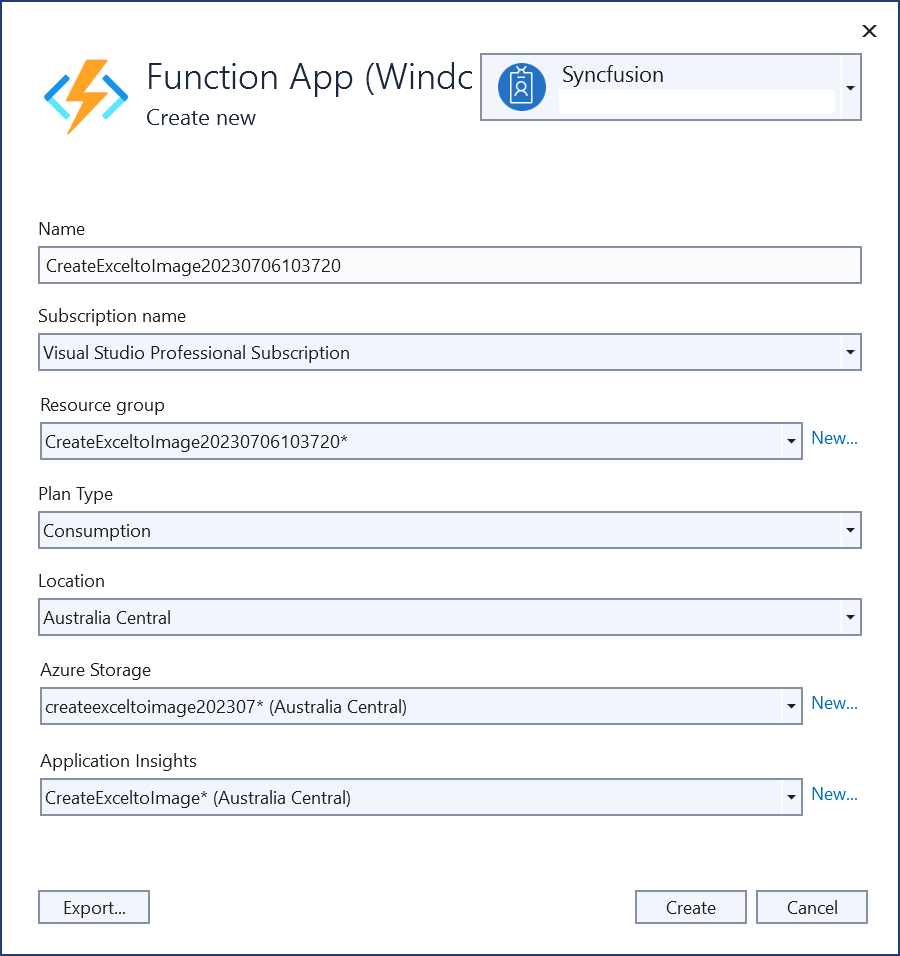 Function App (Windc
Create new
Syncfusion
Name
CreateExceltoImage20230706103720
Subscription name
Visual Studio Professional Subscription
Resource group
CreateExceltoImage20230706103720*
New...
Plan Type
Consumption
Location
Australia Central
Azure Storage
createexceltoimage202307* (Australia Central)
New...
Application Insights
CreateExceltoImage* (Australia Central)
New...
Export...
Create
Cancel